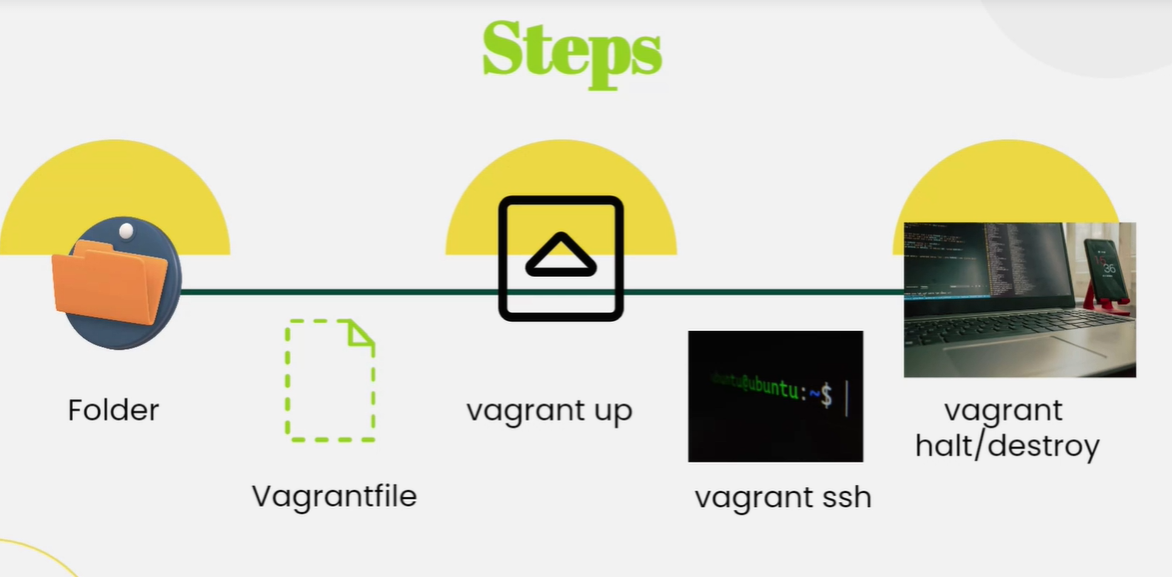 Steps
Folder
Vagrantfile
vagrant up
ubuntu@ubuntu:~$
vagrant ssh
vagrant
halt/destroy